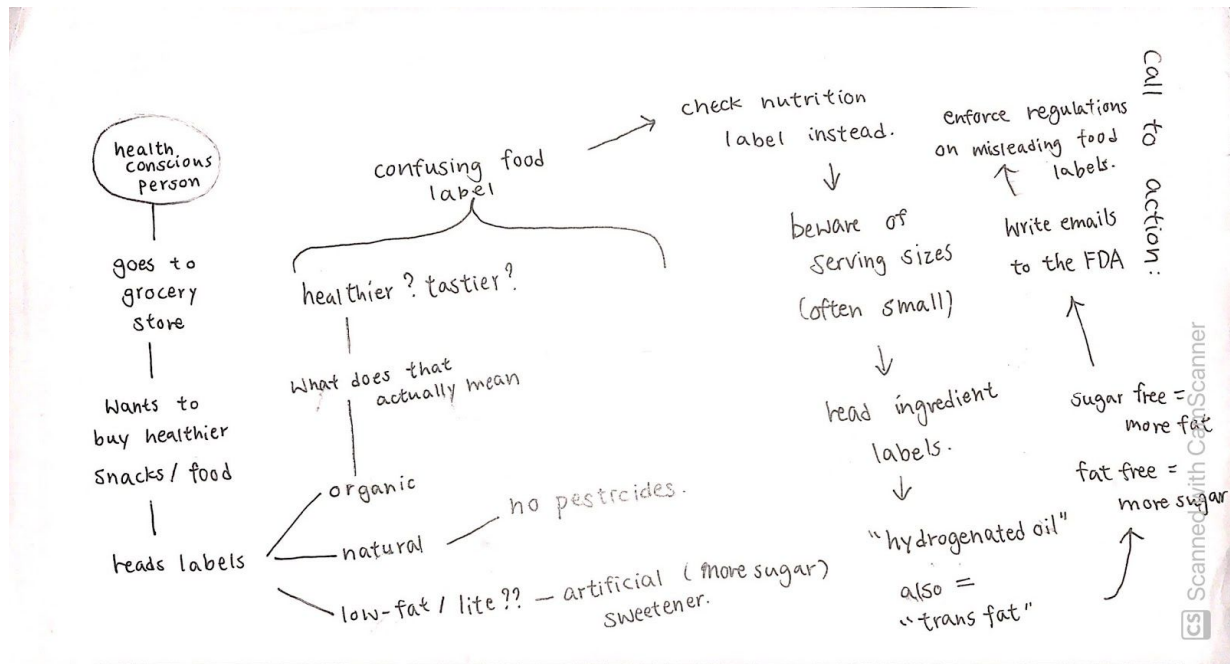 health
conscious
person
goes to
grocery
store
Wants to
buy healthier
snacks / food
reads labels
organic
natural
low-fat / lite?? – artificial (more sugar)
sweetener.
no pesticides.
confusing food
label
healthier? tastier?
What does that
actually mean
check nutrition
label instead.
beware of
serving sizes
(often small)
read ingredient
labels.
"hydrogenated oil"
also =
"trans fat"
fat free =
more sugar
sugar free =
more fat
Write emails
to the FDA
enforce regulations
on misleading food
labels.
Call to action:
CS Scanned with CamScanner